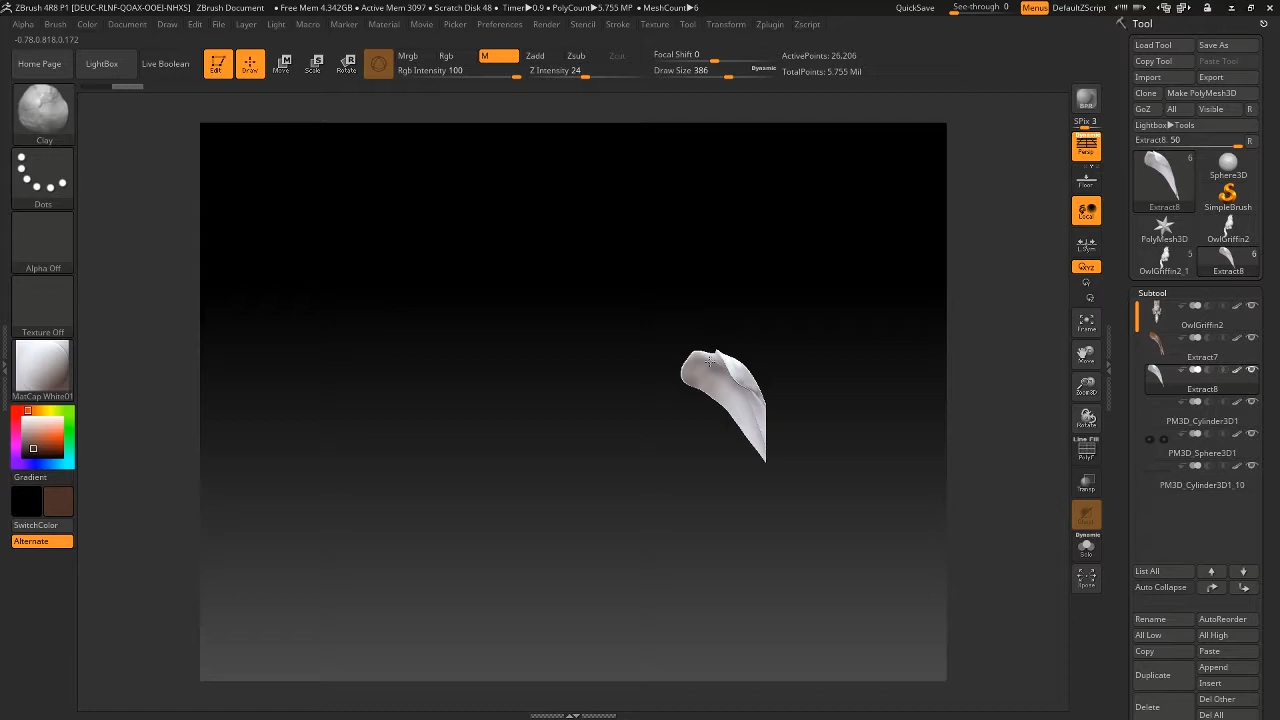 ZBrush 4R8 P1 [DEUC-RLNF-QOAX-OOEI-NHXS] ZBrush Document • Free Mem 4.342GB • Active Mem 3097 • Scratch Disk 48 • Timer▶0.9 • PolyCount▶5.755 MP • MeshCount▶6 QuickSave See-through 0 Menus DefaultZScript
Alpha Brush Color Document Draw Edit File Layer Light Macro Marker Material Movie Picker Preferences Render Stencil Stroke Texture Tool Transform Zplugin Zscript
-0.78,0.818,0.172
Home Page LightBox Live Boolean
Edit Draw Move Scale Rotate
Mrgb Rgb M Zadd Zsub Zcut
Rgb Intensity 100 Z Intensity 24
Focal Shift 0
Draw Size 386 Dynamic
ActivePoints: 26,206
TotalPoints: 5.755 Mil
Clay
Dots
Alpha Off
Texture Off
MatCap White01
Gradient
SwitchColor
Alternate
BPR
SPix 3
Dynamic
Persp
Floor
Local
L.Sym
Frame
Move
Zoom3D
Rotate
Line Fill
PolyF
Transp
Dynamic
Solo
Xpose
Tool
Load Tool Save As
Copy Tool Paste Tool
Import Export
Clone Make PolyMesh3D
GoZ All Visible R
Lightbox▶Tools
Extract8. 50 R
6
Extract8
Sphere3D
SimpleBrush
PolyMesh3D OwlGriffin2
5 6
OwlGriffin2_1 Extract8
Subtool
OwlGriffin2
Extract7
Extract8
PM3D_Cylinder3D1
PM3D_Sphere3D1
PM3D_Cylinder3D1_10
List All
Auto Collapse
Rename AutoReorder
All Low All High
Copy Paste
Duplicate Append
Insert
Delete Del Other
Del All